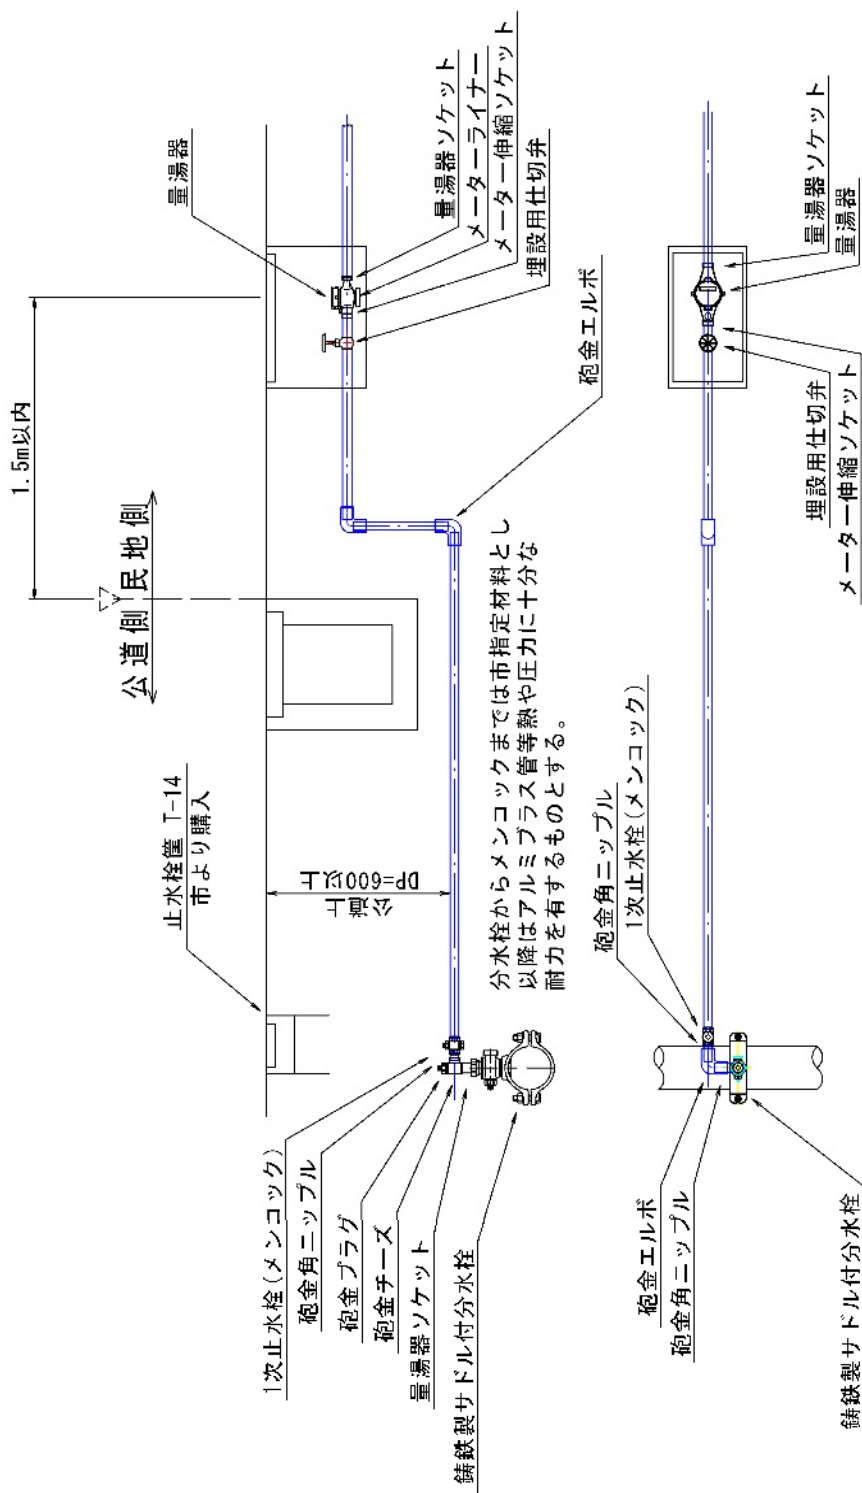 1次止水栓(メンコック)
砲金角ニップル
砲金プラグ
砲金チーズ
量湯器ソケット
鋳鉄製サドル付分水栓
止水栓筐 T-14
市より購入
公道上
DP=600以上
公道側 民地側
1.5m以内
量湯器
量湯器ソケット
メーターライナー
メーター伸縮ソケット
埋設用仕切弁
砲金エルボ
分水栓からメンコックまでは市指定材料とし
以降はアルミプラス管等熱や圧力に十分な
耐力を有するものとする。
砲金角ニップル
1次止水栓(メンコック)
砲金エルボ
砲金角ニップル
鋳鉄製サドル付分水栓
量湯器ソケット
量湯器
埋設用仕切弁
メーター伸縮ソケット